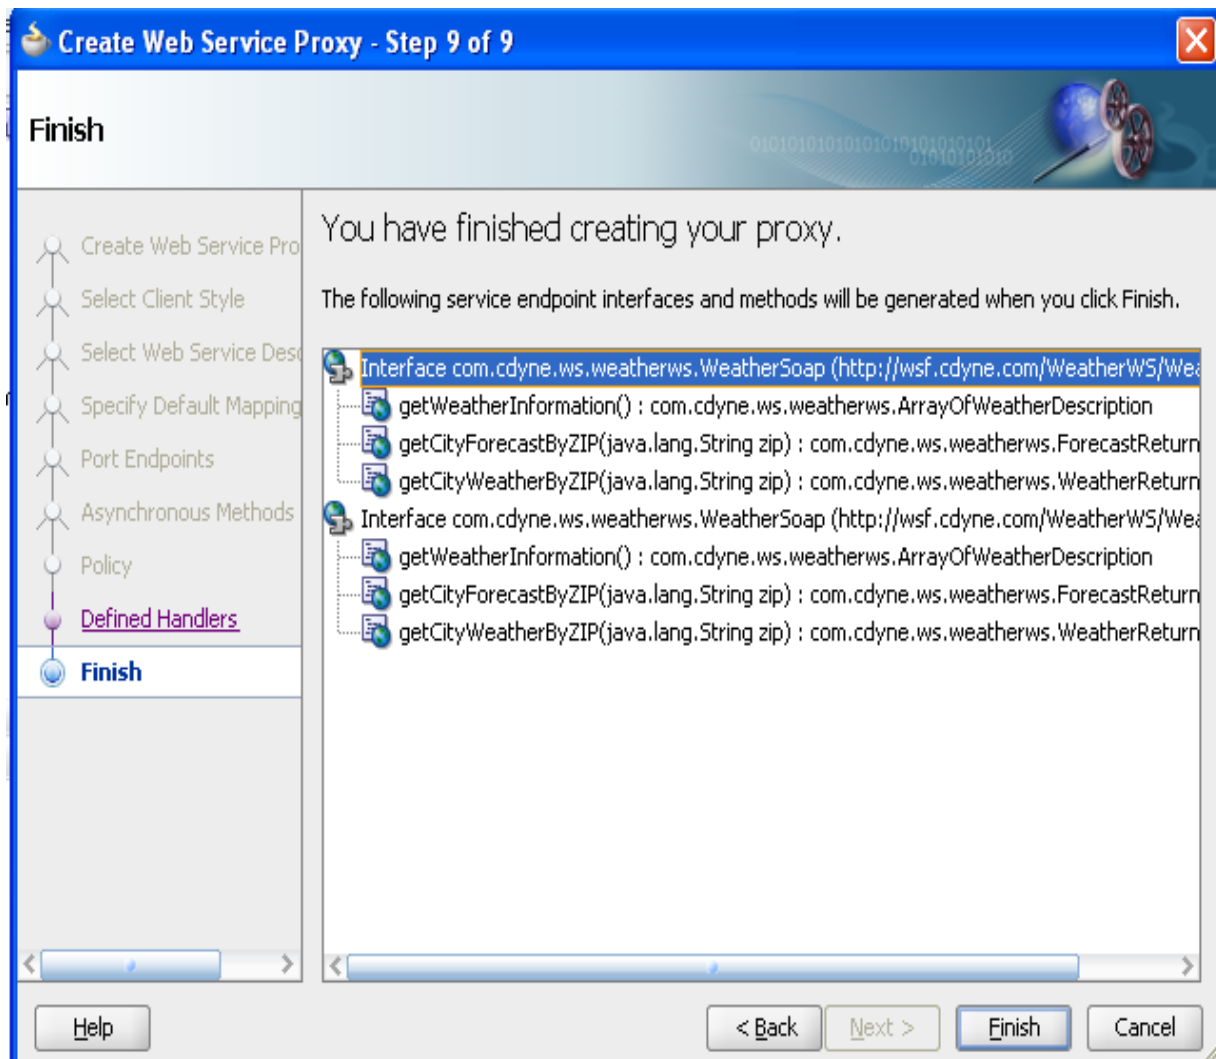 Create Web Service Proxy - Step 9 of 9
Finish
010101010101010101010101
01010101010
Create Web Service Pro
Select Client Style
Select Web Service Desc
Specify Default Mapping
Port Endpoints
Asynchronous Methods
Policy
Defined Handlers
Finish
You have finished creating your proxy.
The following service endpoint interfaces and methods will be generated when you click Finish.
Interface com.cdyne.ws.weatherws.WeatherSoap (http://wsf.cdyne.com/WeatherWS/Wea
getWeatherInformation() : com.cdyne.ws.weatherws.ArrayOfWeatherDescription
getCityForecastByZIP(java.lang.String zip) : com.cdyne.ws.weatherws.ForecastReturn
getCityWeatherByZIP(java.lang.String zip) : com.cdyne.ws.weatherws.WeatherReturn
Interface com.cdyne.ws.weatherws.WeatherSoap (http://wsf.cdyne.com/WeatherWS/Wea
getWeatherInformation() : com.cdyne.ws.weatherws.ArrayOfWeatherDescription
getCityForecastByZIP(java.lang.String zip) : com.cdyne.ws.weatherws.ForecastReturn
getCityWeatherByZIP(java.lang.String zip) : com.cdyne.ws.weatherws.WeatherReturn
Help
< Back
Next >
Finish
Cancel